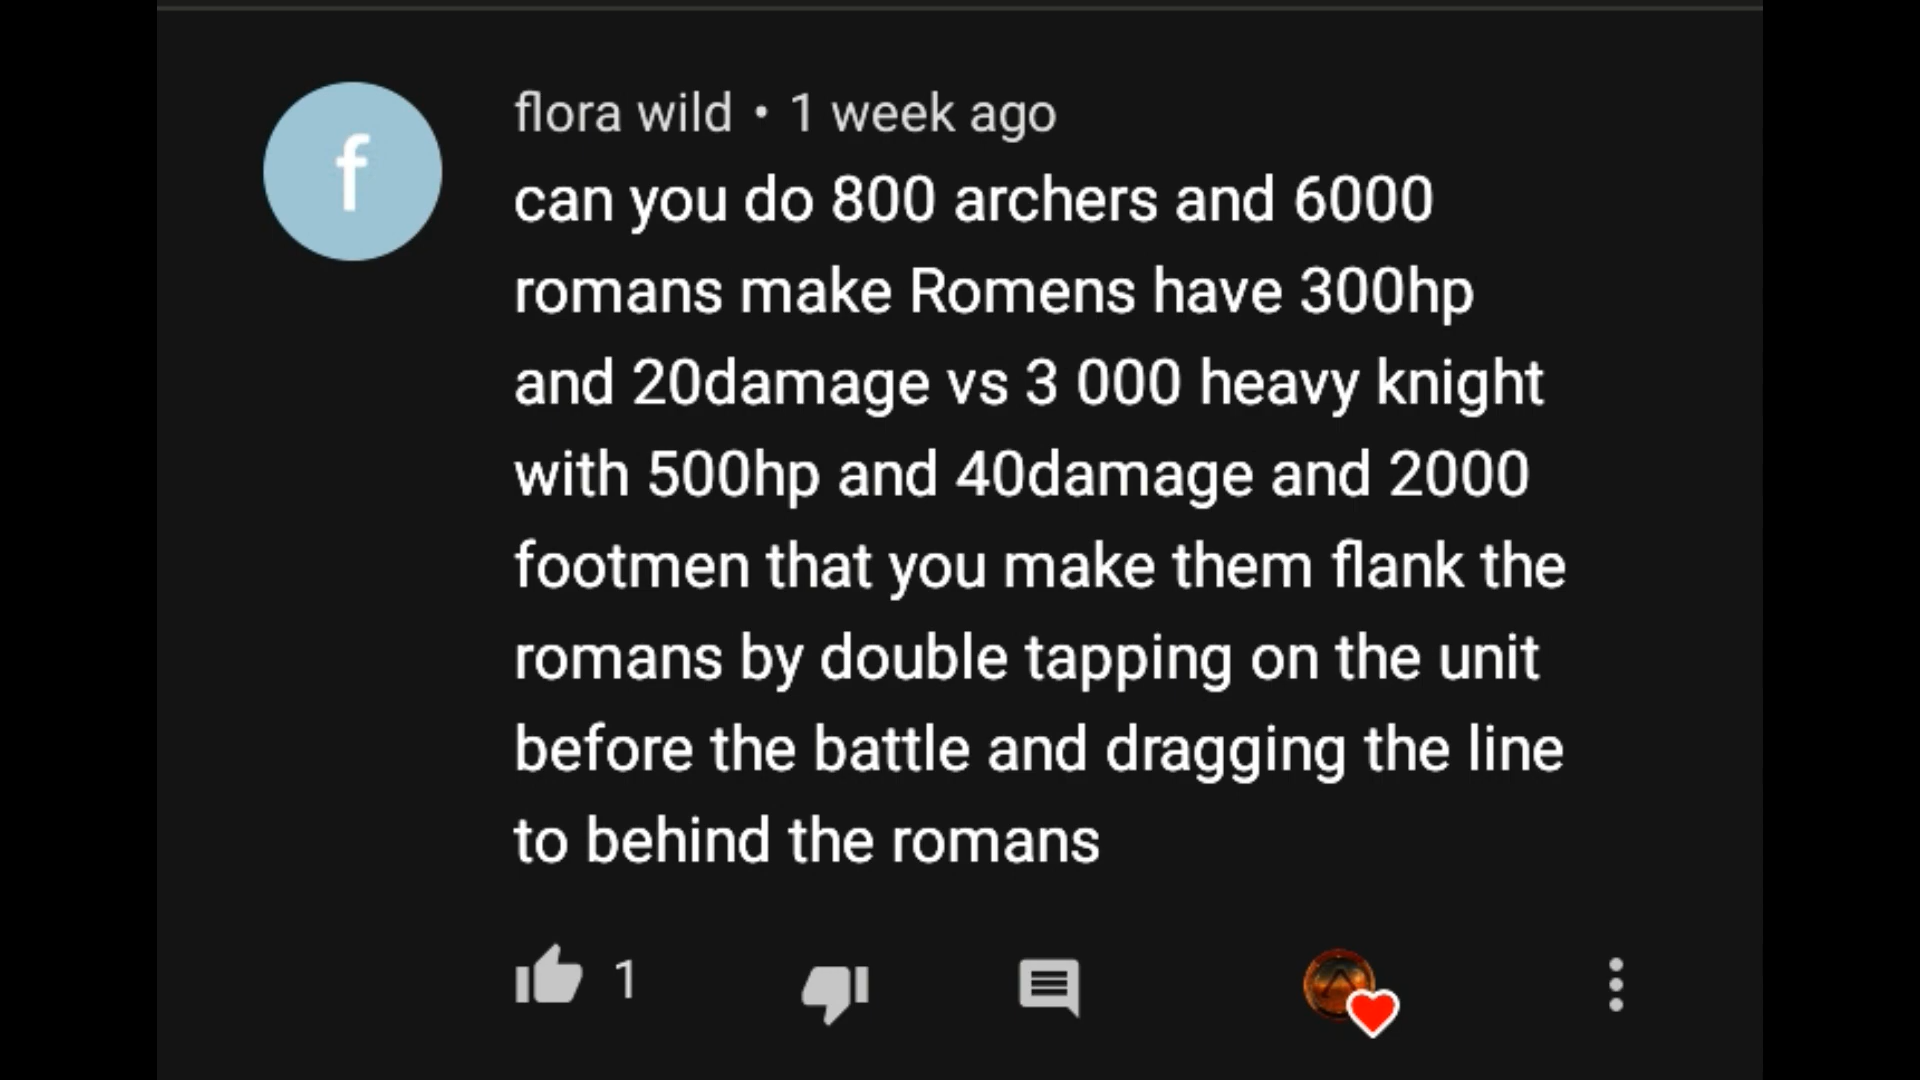 f
flora wild • 1 week ago
can you do 800 archers and 6000
romans make Romens have 300hp
and 20damage vs 3 000 heavy knight
with 500hp and 40damage and 2000
footmen that you make them flank the
romans by double tapping on the unit
before the battle and dragging the line
to behind the romans
1